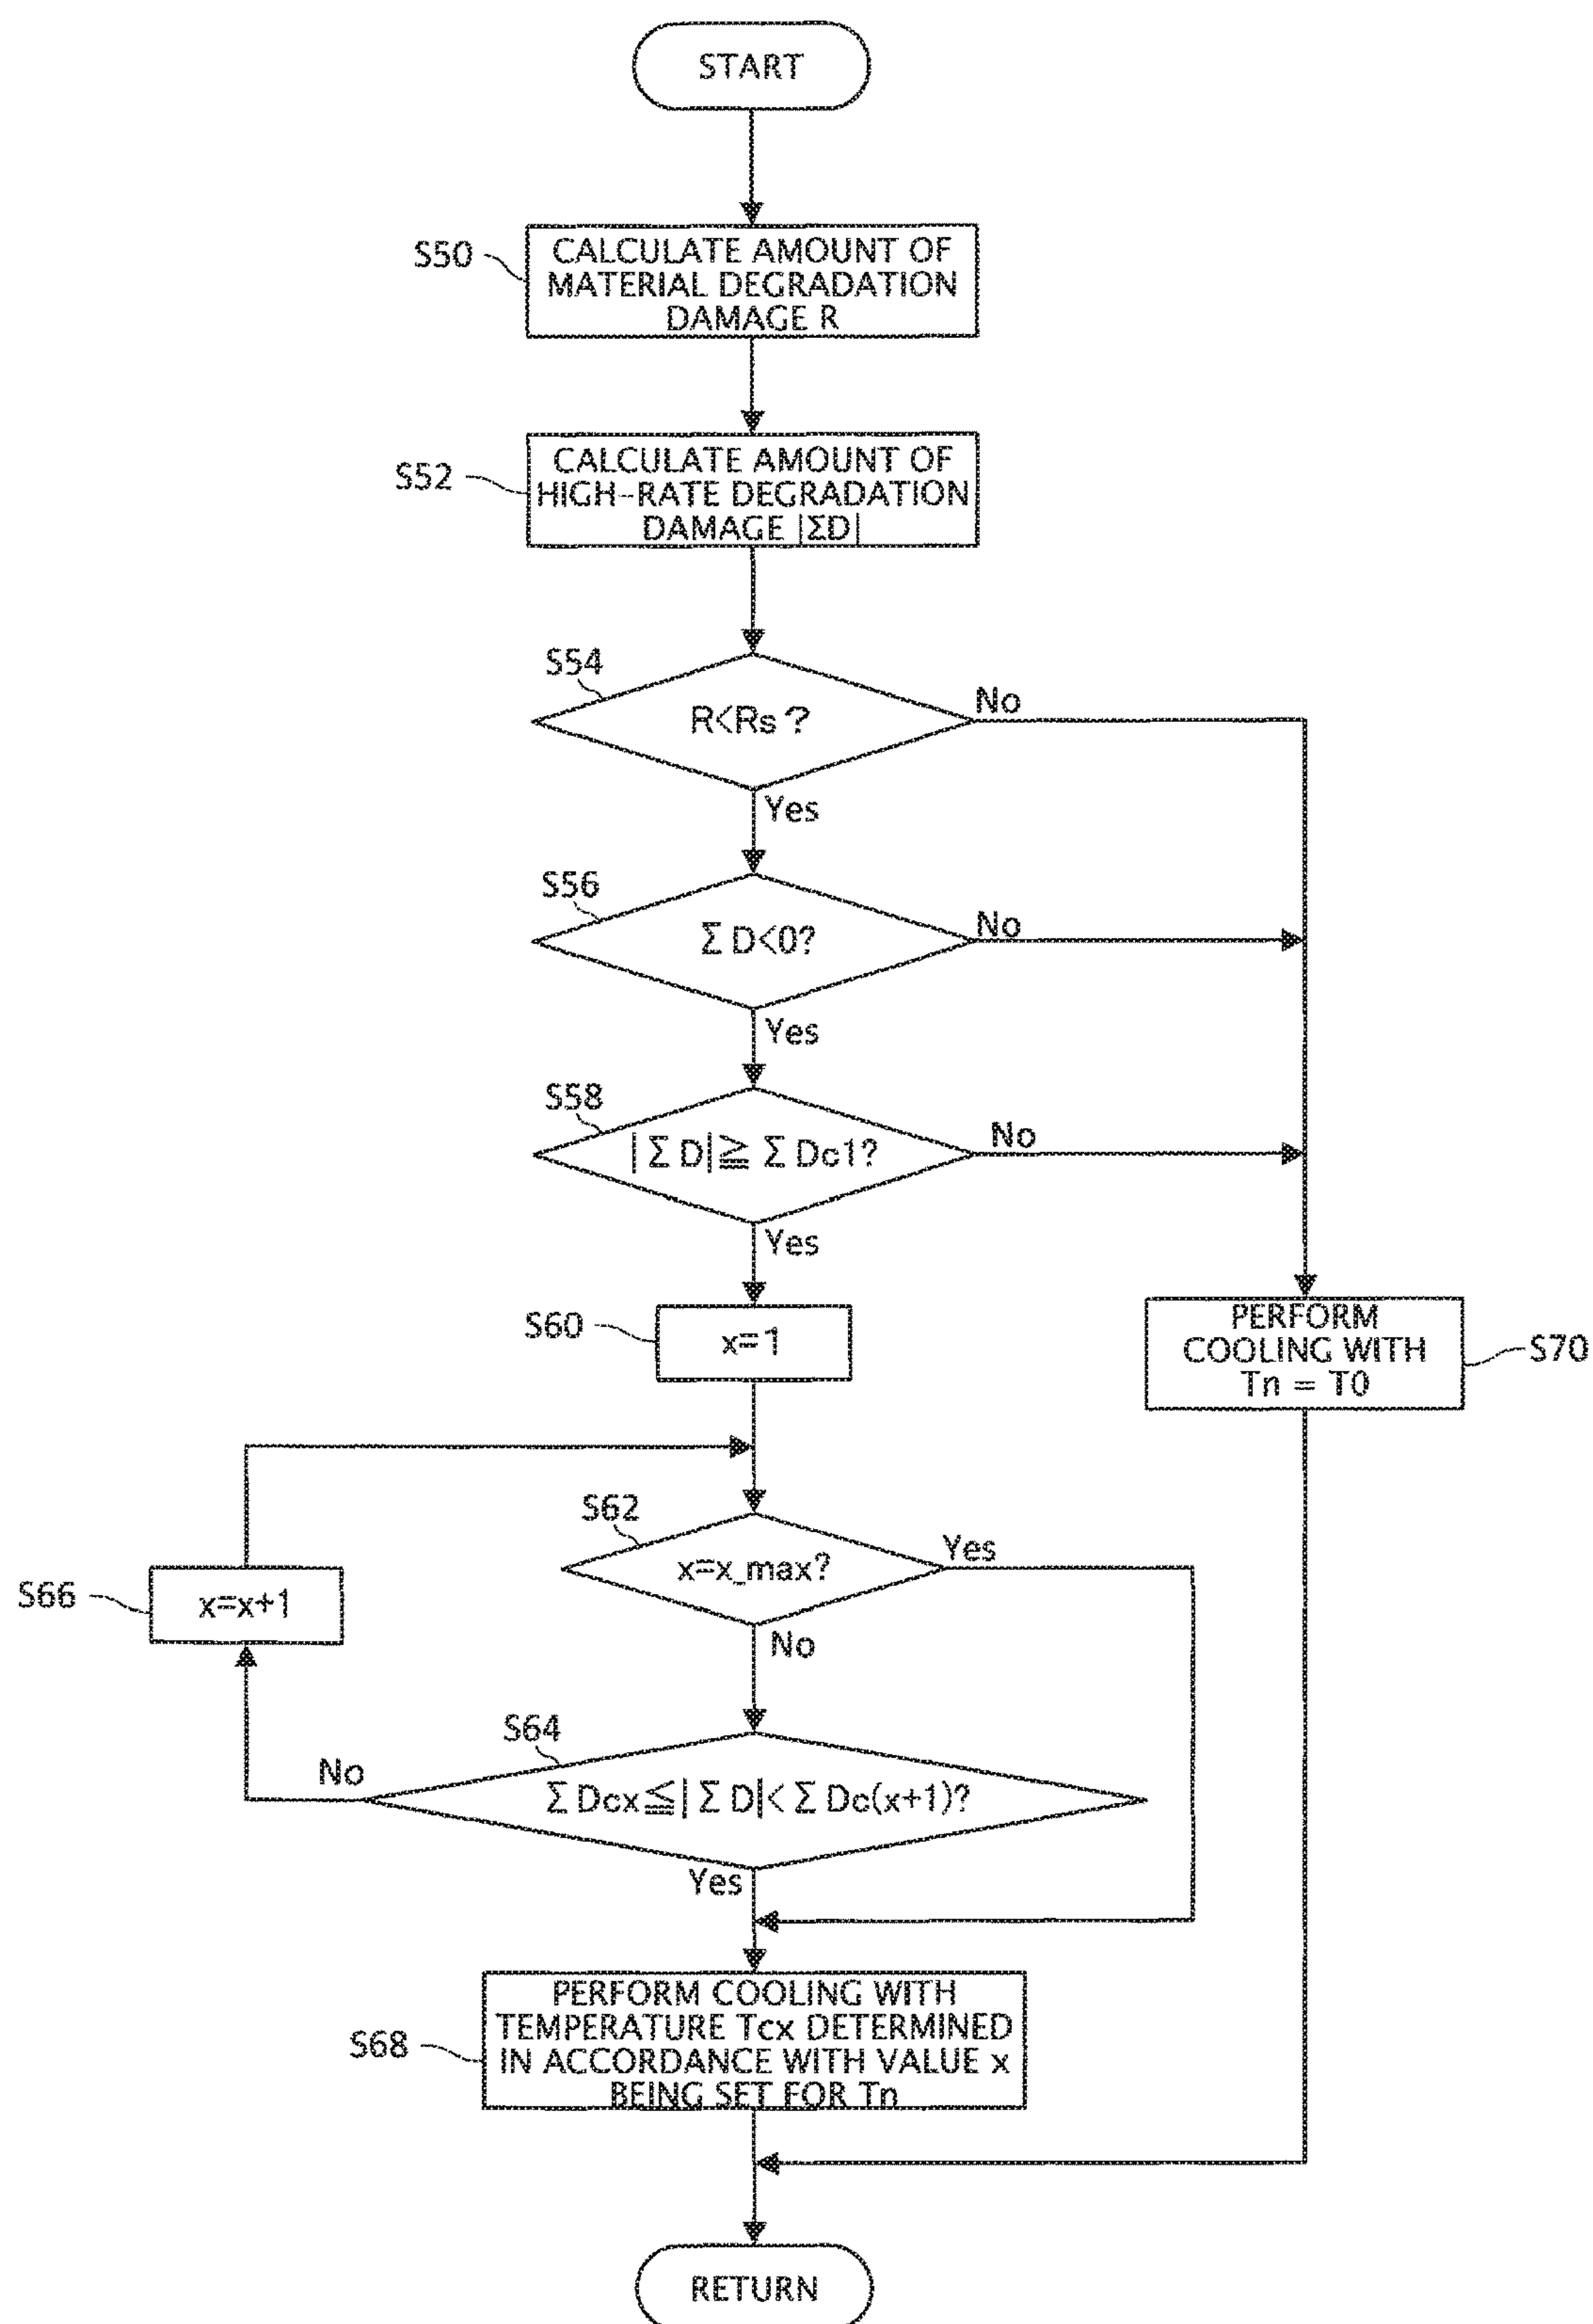 START
S50
CALCULATE AMOUNT OF
MATERIAL DEGRADATION
DAMAGE R
S52
CALCULATE AMOUNT OF
HIGH-RATE DEGRADATION
DAMAGE |ΣD|
S54
R<Rs ?
No
Yes
S56
Σ D<0?
No
Yes
S58
| Σ D|≧ Σ Dc1?
No
Yes
S60
x=1
PERFORM
COOLING WITH
Tn = T0
S70
S62
x=x_max?
Yes
No
S66
x=x+1
S64
Σ Dcx≦| Σ D|< Σ Dc(x+1)?
No
Yes
S68
PERFORM COOLING WITH
TEMPERATURE Tcx DETERMINED
IN ACCORDANCE WITH VALUE x
BEING SET FOR Tn
RETURN